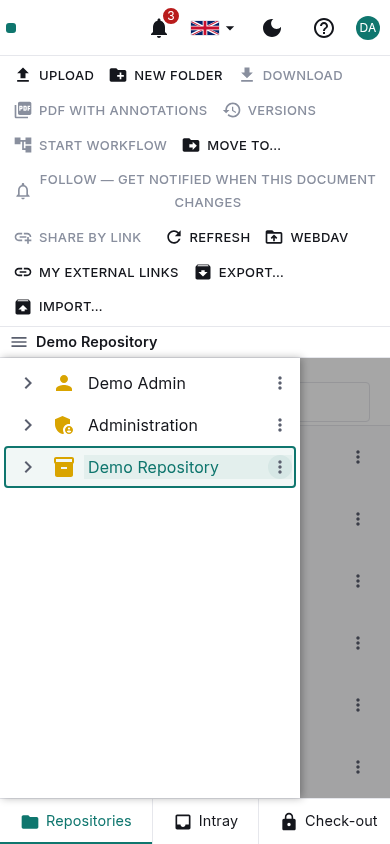 3
DA
UPLOAD NEW FOLDER DOWNLOAD
PDF PDF WITH ANNOTATIONS VERSIONS
START WORKFLOW MOVE TO...
FOLLOW — GET NOTIFIED WHEN THIS DOCUMENT
CHANGES
SHARE BY LINK REFRESH WEBDAV
MY EXTERNAL LINKS EXPORT...
IMPORT...
Demo Repository
Demo Admin
Administration
Demo Repository
Repositories Intray Check-out